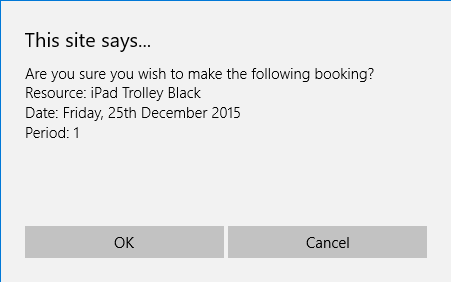 This site says...
Are you sure you wish to make the following booking?
Resource: iPad Trolley Black
Date: Friday, 25th December 2015
Period: 1
OK
Cancel